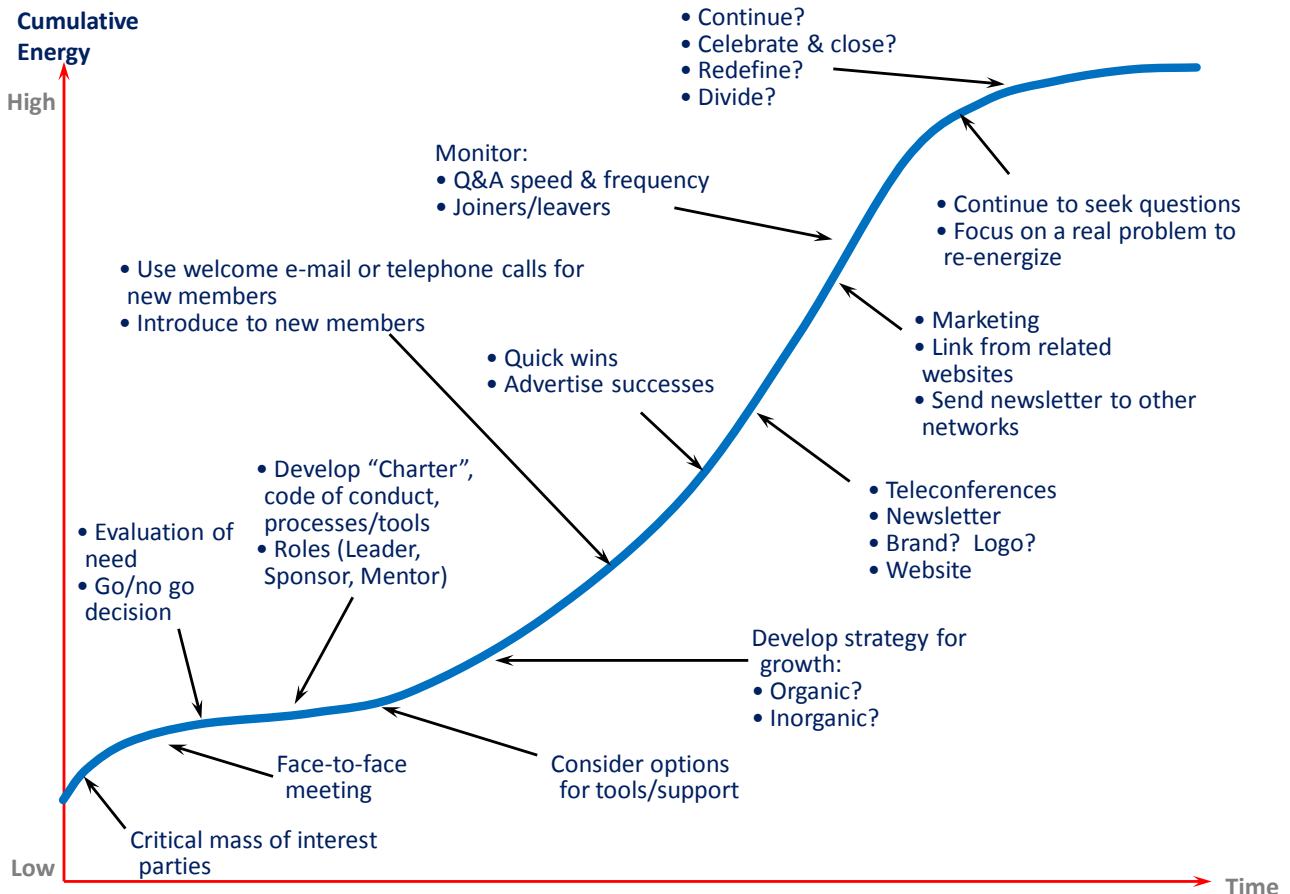 Cumulative
Energy
High
• Continue?
• Celebrate & close?
• Redefine?
• Divide?
Monitor:
• Q&A speed & frequency
• Joiners/leavers
• Continue to seek questions
• Focus on a real problem to
re-energize
• Use welcome e-mail or telephone calls for
new members
• Introduce to new members
• Marketing
• Link from related
websites
• Send newsletter to other
networks
• Quick wins
• Advertise successes
• Develop “Charter”,
code of conduct,
processes/tools
• Roles (Leader,
Sponsor, Mentor)
• Teleconferences
• Newsletter
• Brand?  Logo?
• Website
• Evaluation of
need
• Go/no go
decision
Develop strategy for
growth:
• Organic?
• Inorganic?
Face-to-face
meeting
Consider options
for tools/support
Critical mass of interest
parties
Low
Time